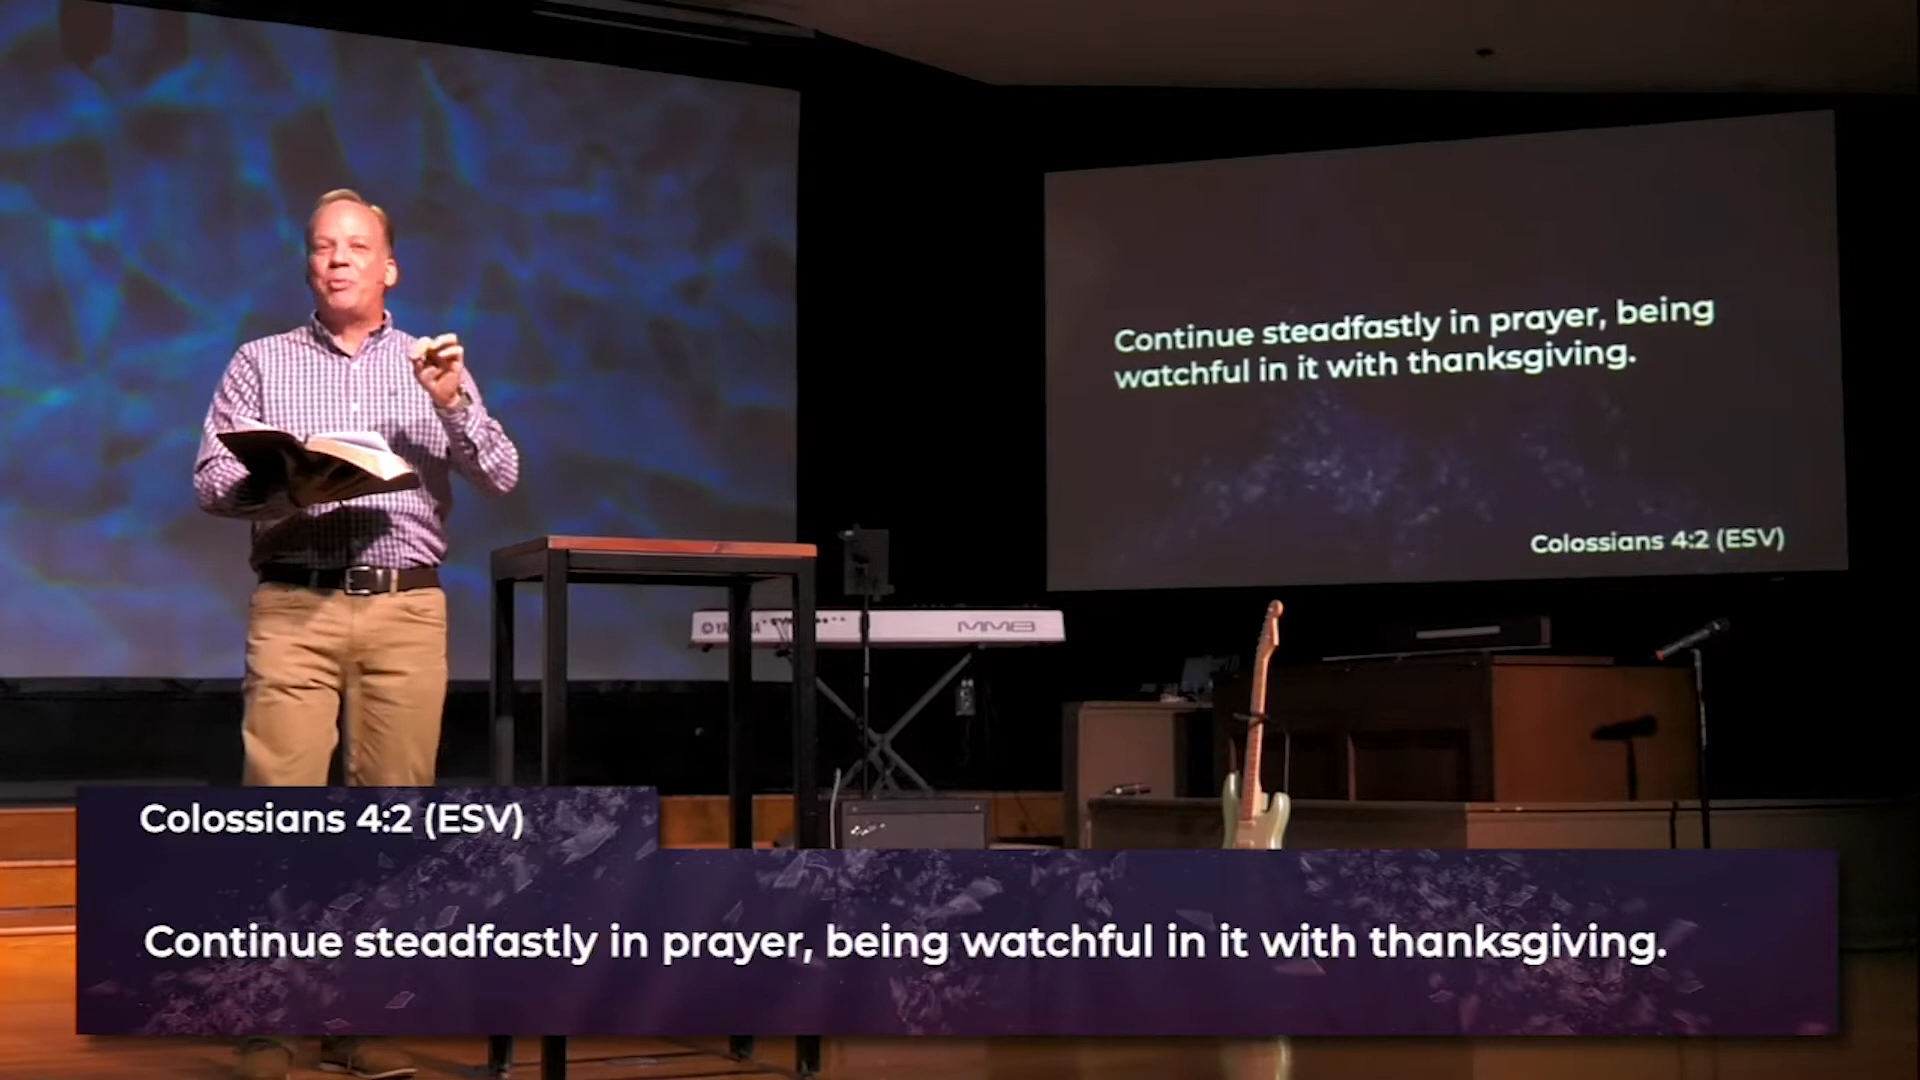 Continue steadfastly in prayer, being
watchful in it with thanksgiving.
Colossians 4:2 (ESV)
YAMAHA
MM8
Colossians 4:2 (ESV)
Continue steadfastly in prayer, being watchful in it with thanksgiving.